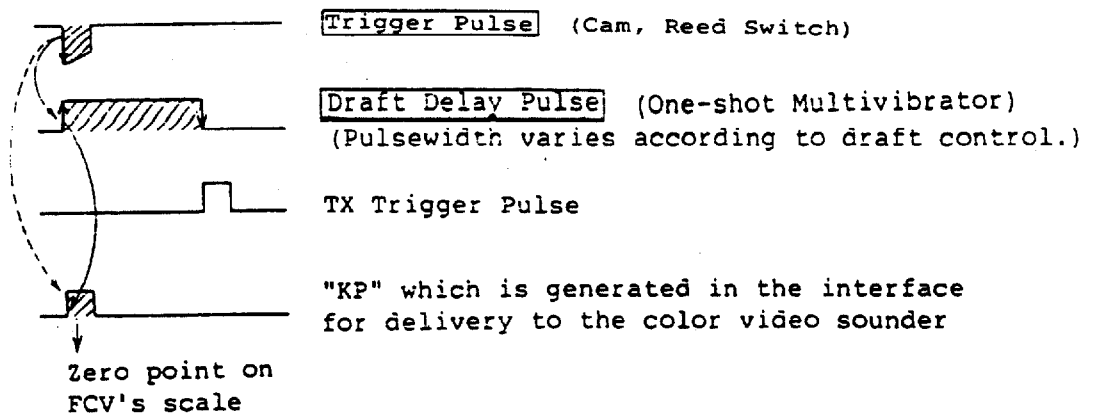 Trigger Pulse (Cam, Reed Switch)
Draft Delay Pulse (One-shot Multivibrator)
(Pulsewidth varies according to draft control.)
TX Trigger Pulse
"KP" which is generated in the interface
for delivery to the color video sounder
Zero point on
FCV's scale